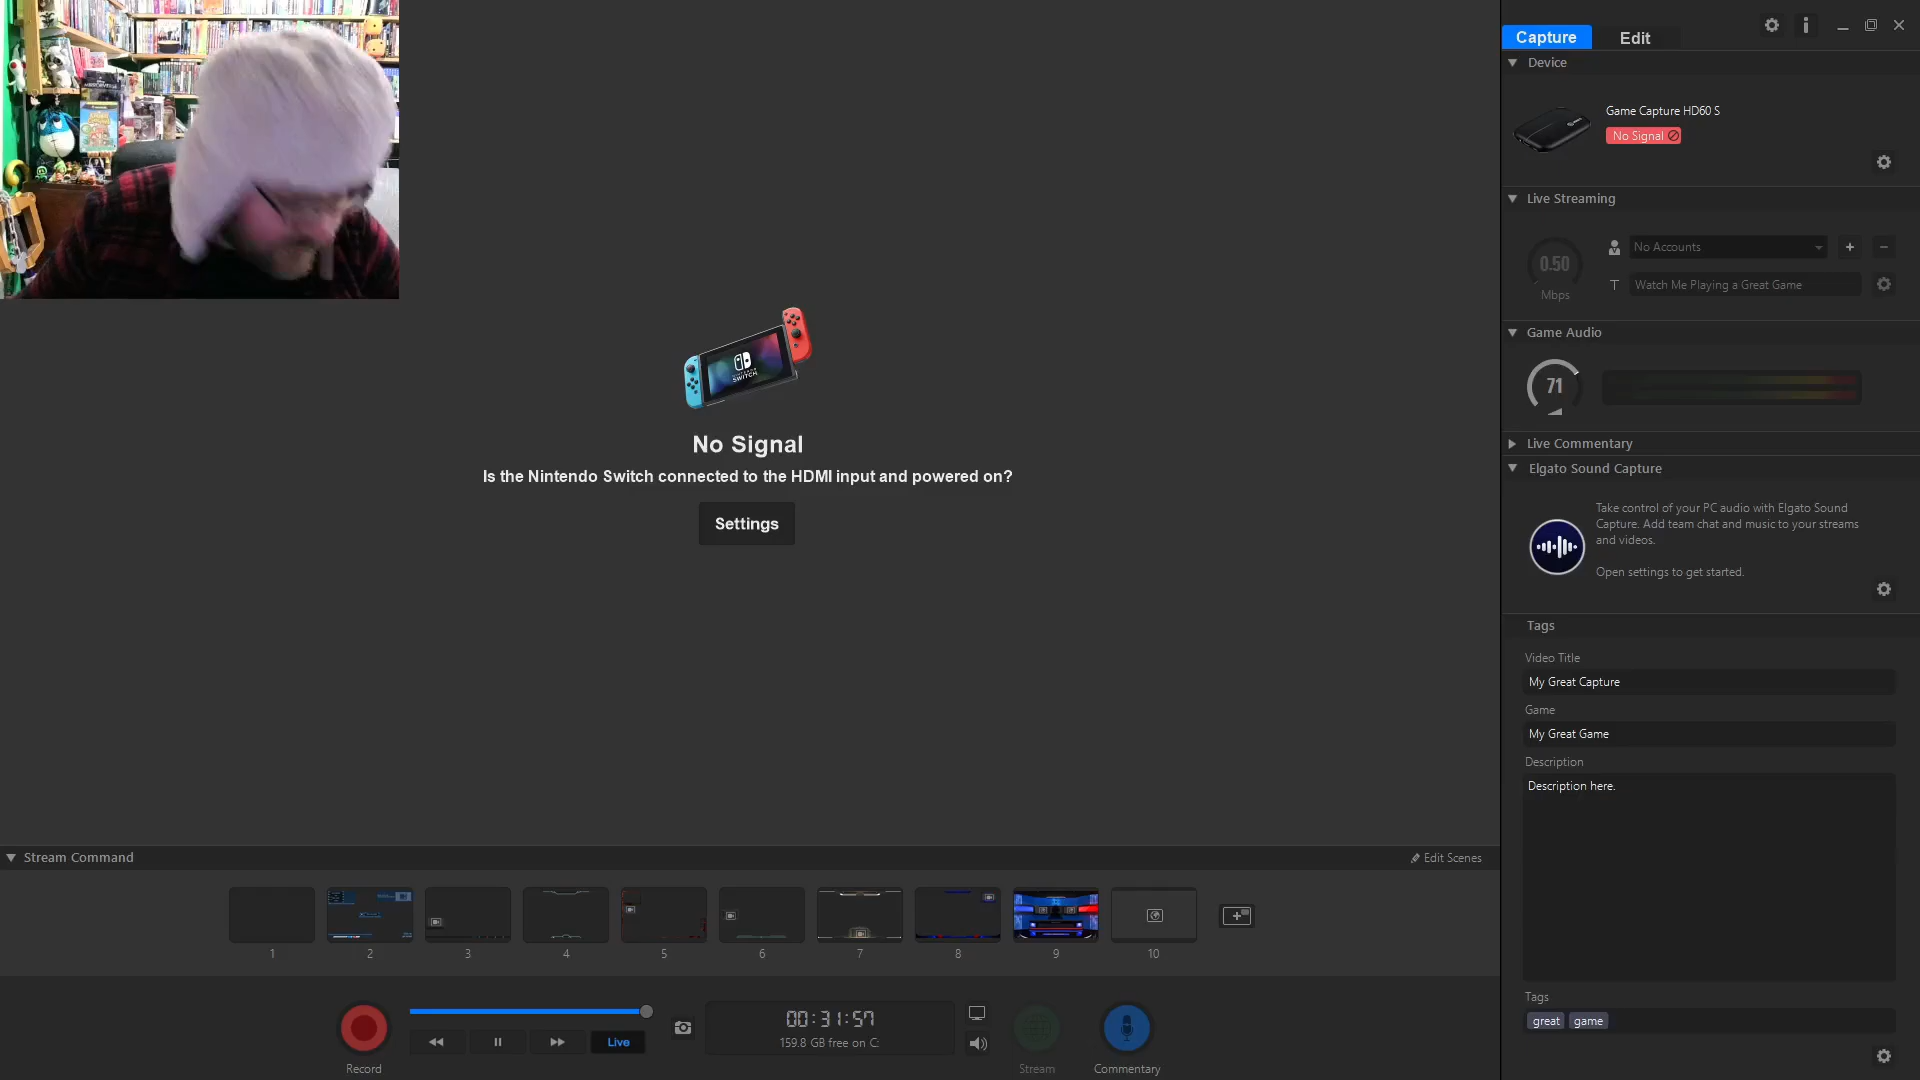 Capture
Edit
Device
Game Capture HD60 S
No Signal
Live Streaming
0.50
Mbps
No Accounts
T
Watch Me Playing a Great Game
Game Audio
71
SWITCH
No Signal
Is the Nintendo Switch connected to the HDMI input and powered on?
Settings
Live Commentary
Elgato Sound Capture
Take control of your PC audio with Elgato Sound
Capture. Add team chat and music to your streams
and videos.
Open settings to get started.
Tags
Video Title
My Great Capture
Game
My Great Game
Description
Description here.
Stream Command
Edit Scenes
1
2
3
4
5
6
7
8
9
10
Tags
great
game
00:31:57
159.8 GB free on C:
Live
Record
Stream
Commentary